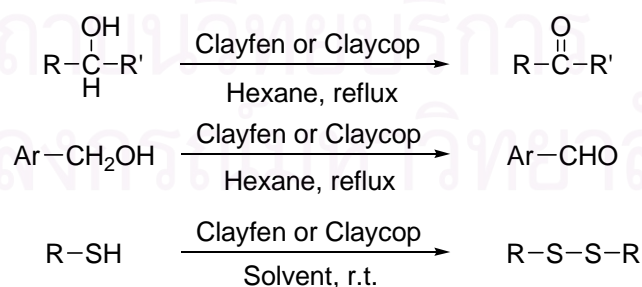 OH
R–C–R'
H
Clayfen or Claycop
Hexane, reflux
O
R–C–R'
Ar–CH₂OH
Clayfen or Claycop
Hexane, reflux
Ar–CHO
R–SH
Clayfen or Claycop
Solvent, r.t.
R–S–S–R